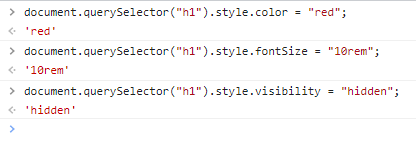 > document.querySelector("h1").style.color = "red";
< 'red'
> document.querySelector("h1").style.fontSize = "10rem";
< '10rem'
> document.querySelector("h1").style.visibility = "hidden";
< 'hidden'
>